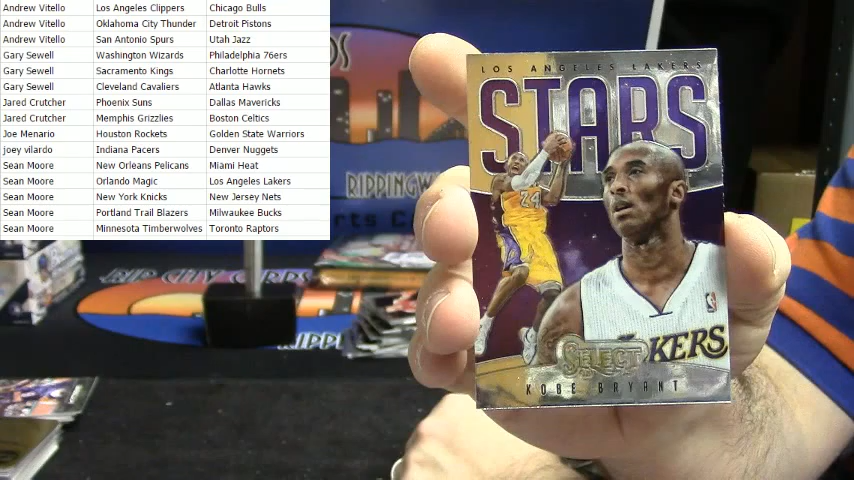 Andrew Vitello Los Angeles Clippers Chicago Bulls
Andrew Vitello Oklahoma City Thunder Detroit Pistons
Andrew Vitello San Antonio Spurs Utah Jazz
Gary Sewell Washington Wizards Philadelphia 76ers
Gary Sewell Sacramento Kings Charlotte Hornets
Gary Sewell Cleveland Cavaliers Atlanta Hawks
Jared Crutcher Phoenix Suns Dallas Mavericks
Jared Crutcher Memphis Grizzlies Boston Celtics
Joe Menario Houston Rockets Golden State Warriors
joey vilardo Indiana Pacers Denver Nuggets
Sean Moore New Orleans Pelicans Miami Heat
Sean Moore Orlando Magic Los Angeles Lakers
Sean Moore New York Knicks New Jersey Nets
Sean Moore Portland Trail Blazers Milwaukee Bucks
Sean Moore Minnesota Timberwolves Toronto Raptors
LOS ANGELES LAKERS
STARS
24
KERS
SELECT
KOBE BRYANT
RIPPINGW
RIP CITY CARDS
RIPPI